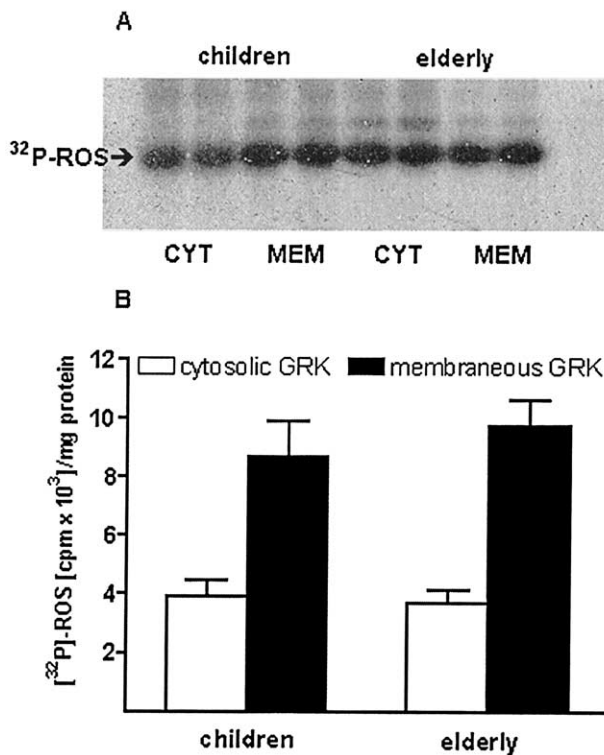 A
children elderly
³²P-ROS→
CYT MEM CYT MEM
B
12
10
8
6
4
2
[³²P]-ROS [cpm x 10³]/mg protein
cytosolic GRK membraneous GRK
children elderly